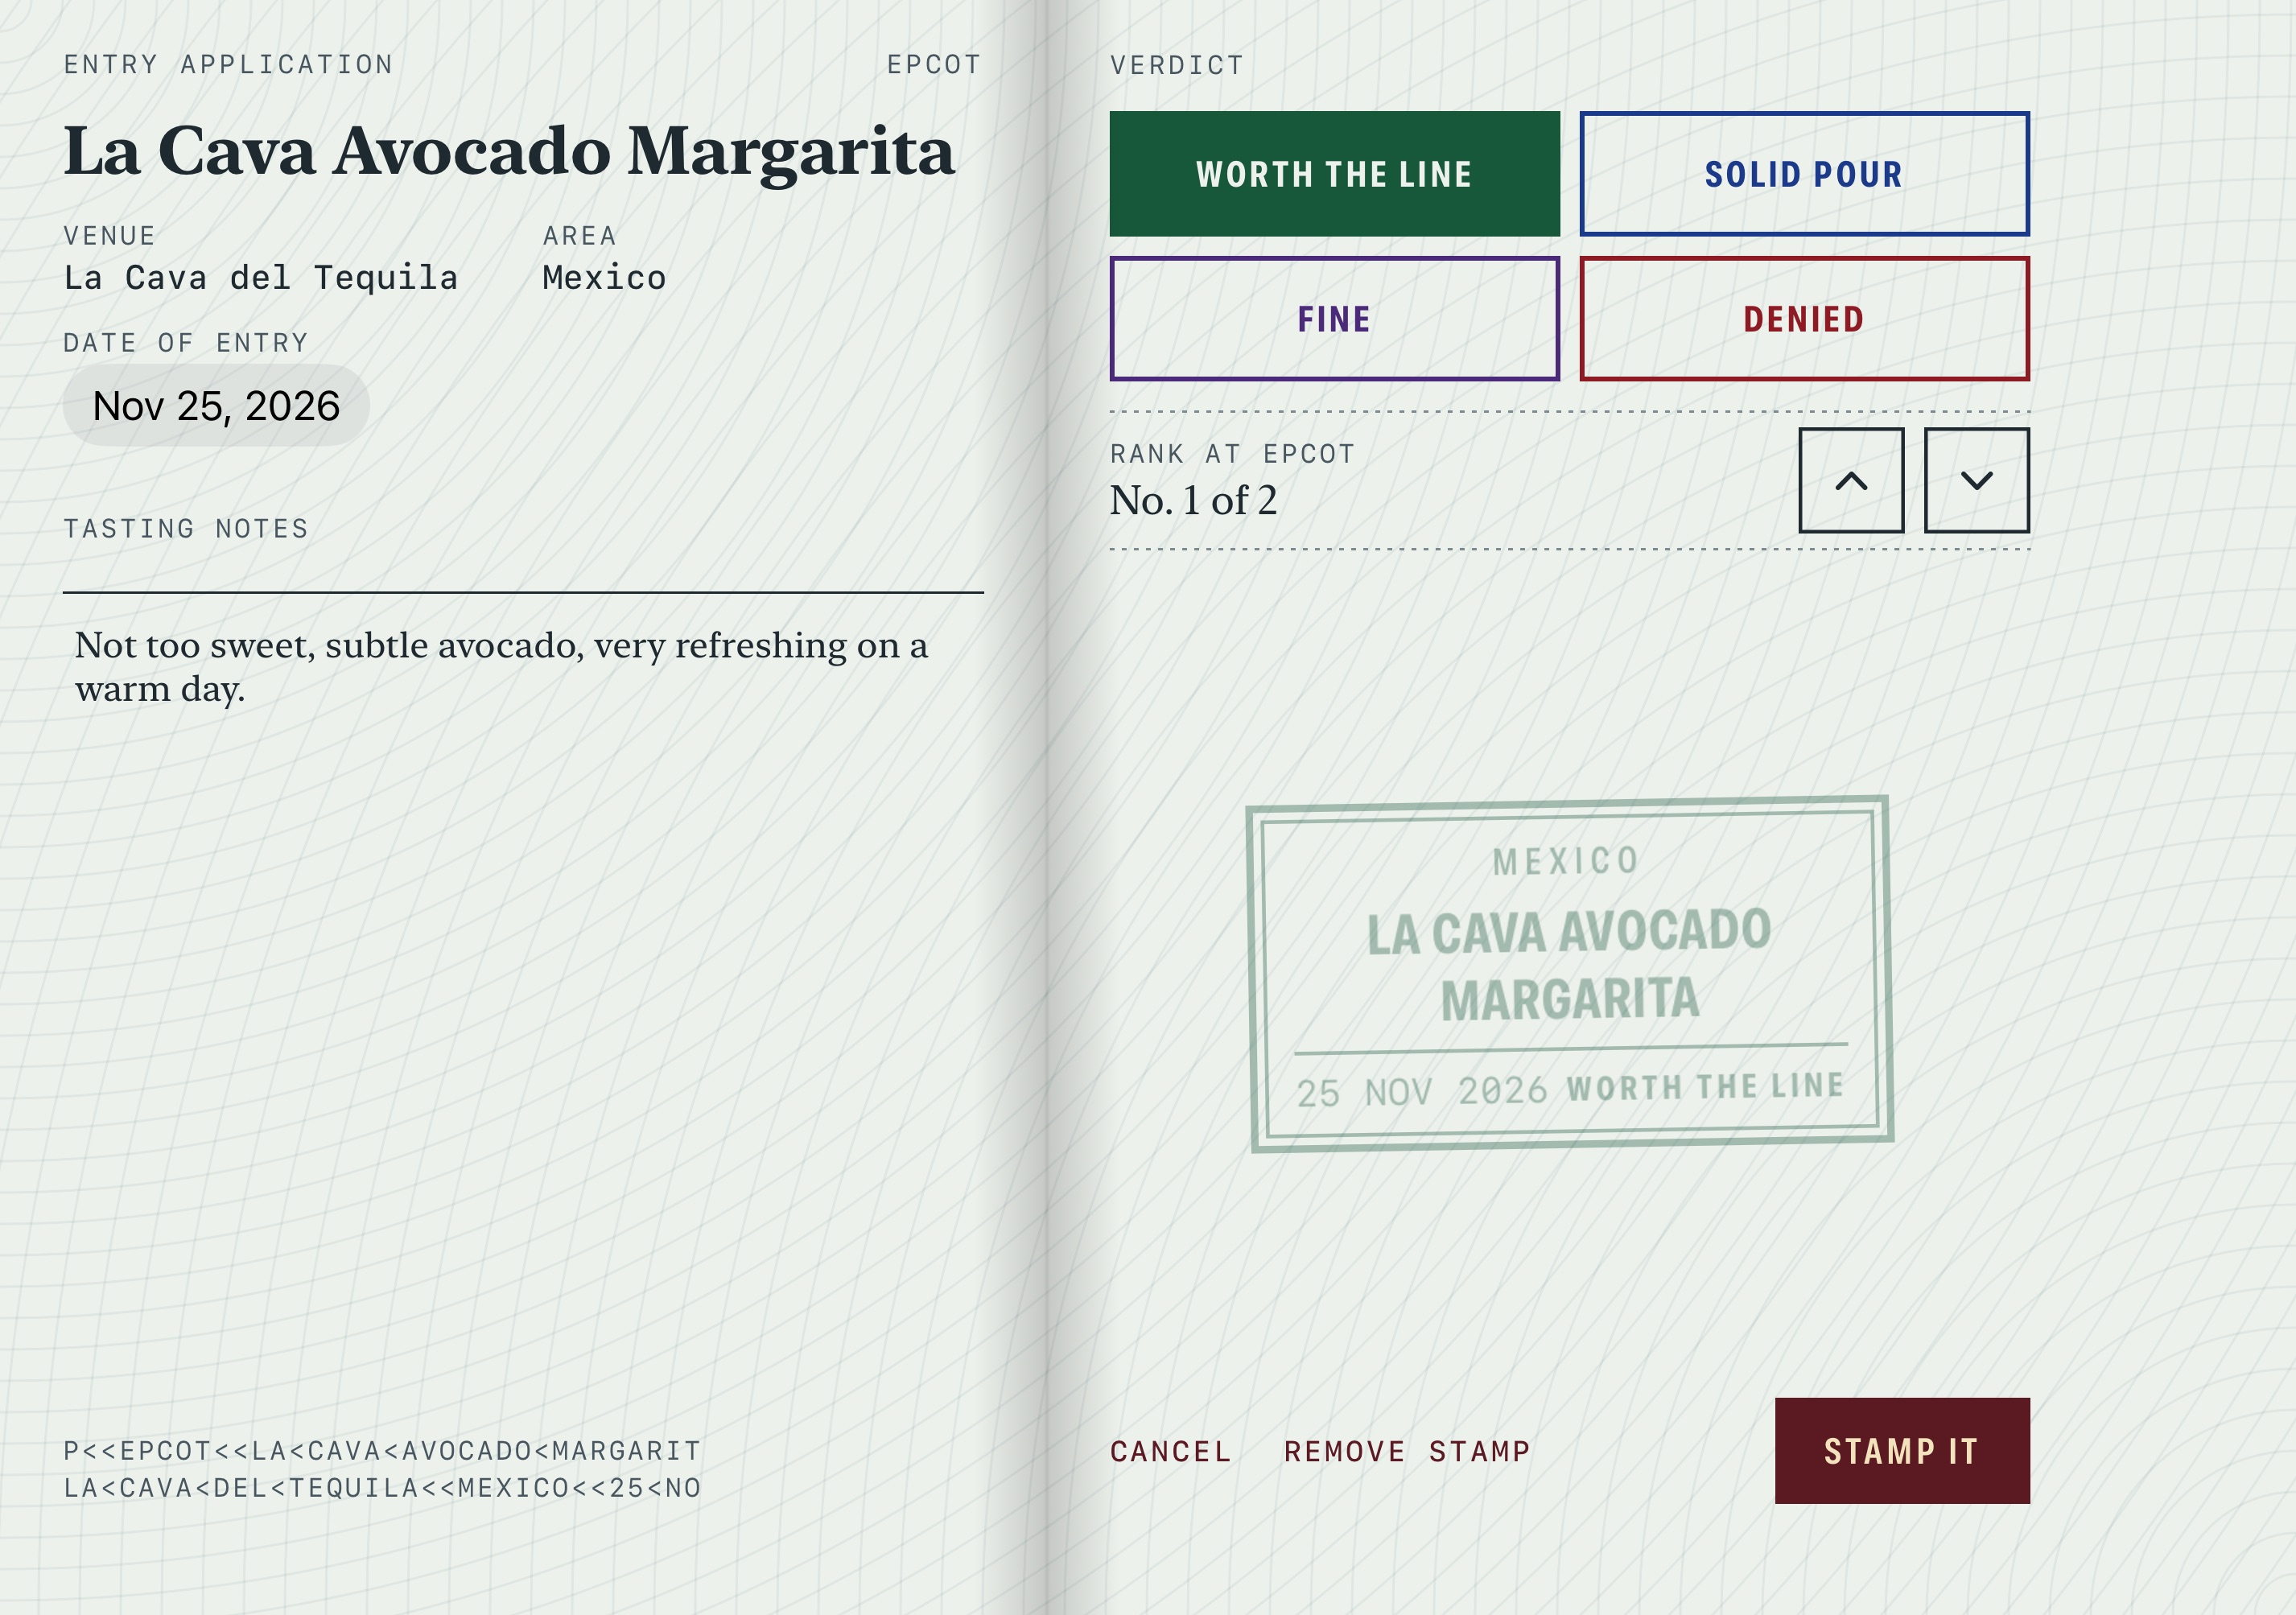 ENTRY APPLICATION
EPCOT
La Cava Avocado Margarita
VENUE
AREA
La Cava del Tequila
Mexico
DATE OF ENTRY
Nov 25, 2026
TASTING NOTES
Not too sweet, subtle avocado, very refreshing on a
warm day.
P<<EPCOT<<LA<CAVA<AVOCADO<MARGARIT
LA<CAVA<DEL<TEQUILA<<MEXICO<<25<NO
VERDICT
WORTH THE LINE
SOLID POUR
FINE
DENIED
RANK AT EPCOT
No. 1 of 2
MEXICO
LA CAVA AVOCADO
MARGARITA
25 NOV 2026 WORTH THE LINE
CANCEL
REMOVE STAMP
STAMP IT